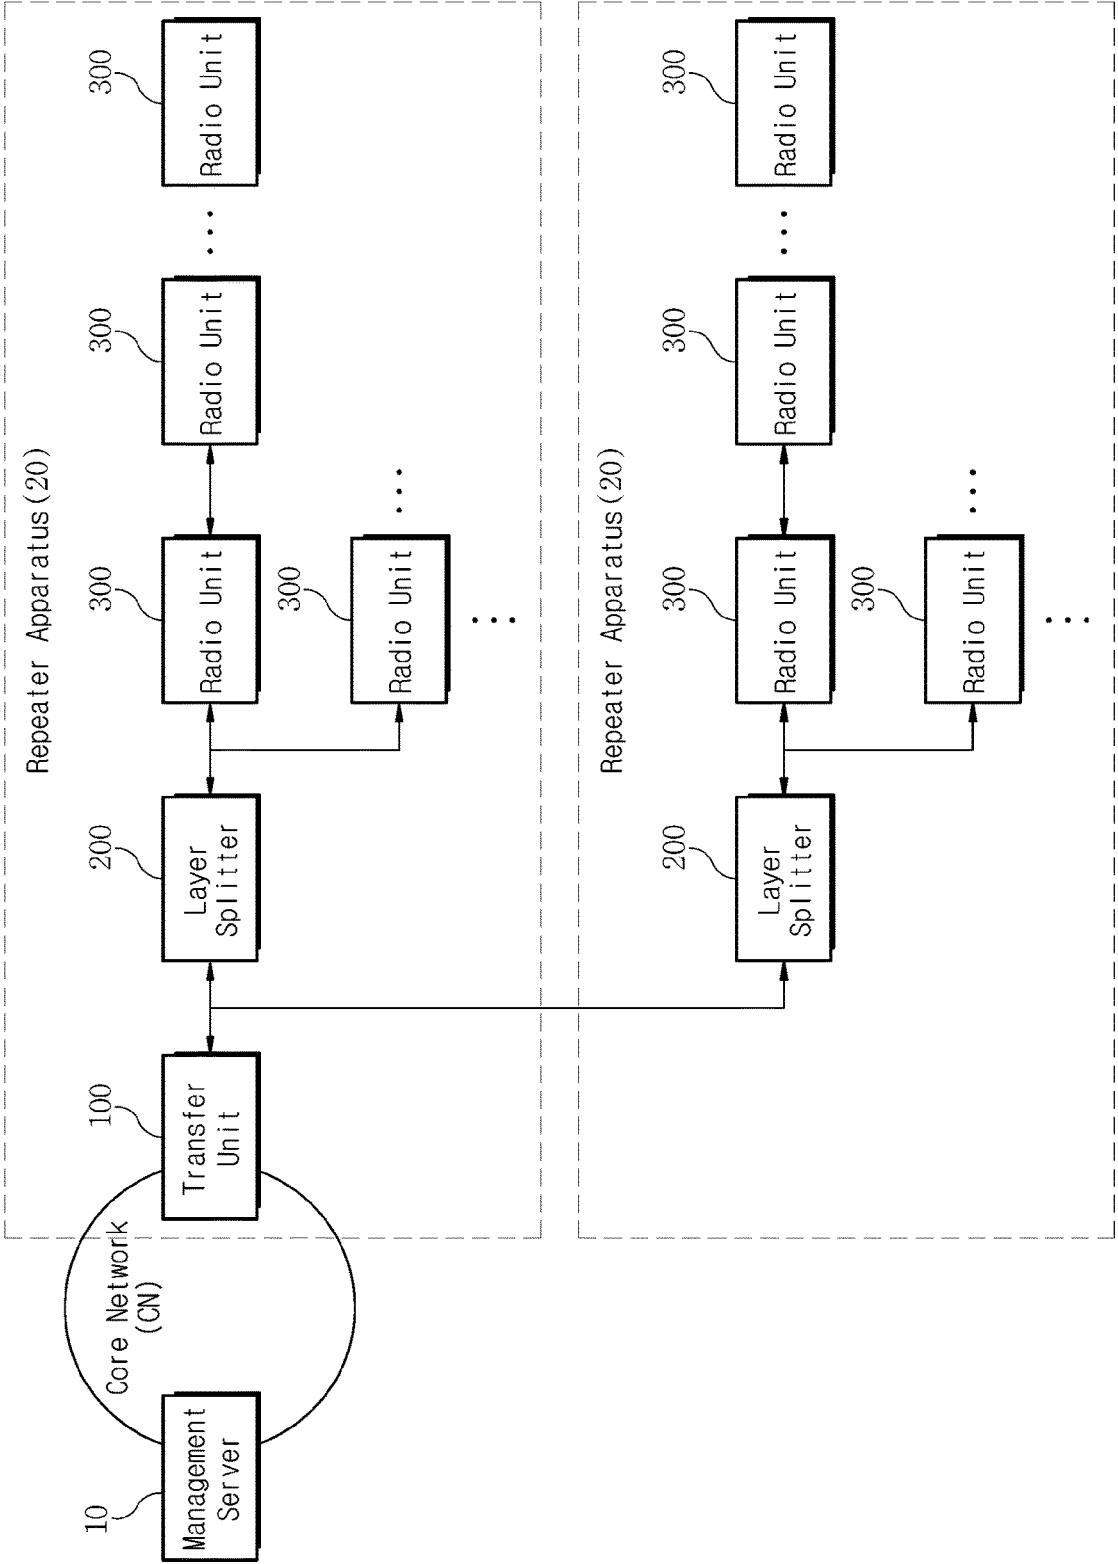 Repeater Apparatus(20)
10
Management
Server
Core Network
(CN)
100
Transfer
Unit
200
Layer
Splitter
300
Radio Unit
300
Radio Unit
...
300
Radio Unit
300
Radio Unit
...
...
Repeater Apparatus(20)
200
Layer
Splitter
300
Radio Unit
300
Radio Unit
...
300
Radio Unit
300
Radio Unit
...
...